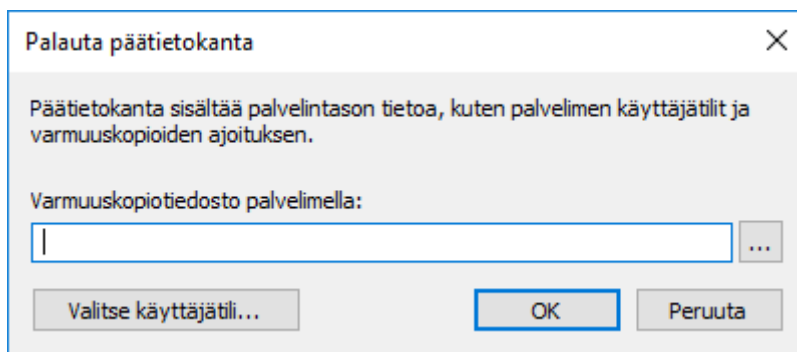 Palauta päätietokanta
Päätietokanta sisältää palvelintason tietoa, kuten palvelimen käyttäjätilit ja
varmuuskopioiden ajoituksen.
Varmuuskopiotiedosto palvelimella:
...
Valitse käyttäjätili... OK Peruuta